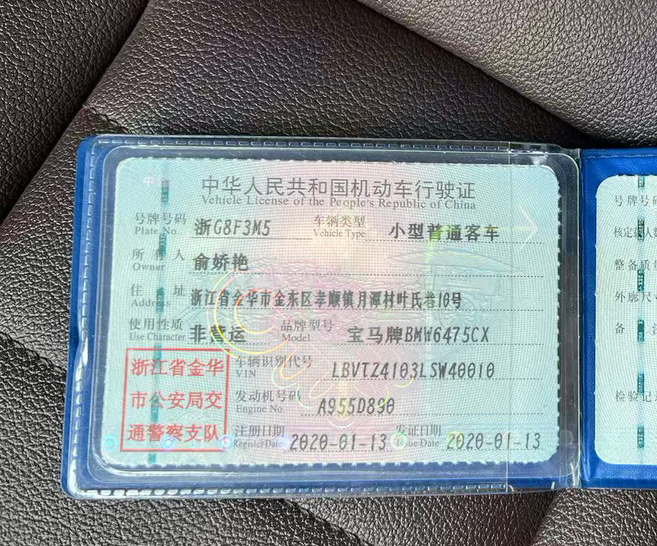 中华人民共和国机动车行驶证
Vehicle License of the People's Republic of China
号牌号码 Plate No. 浙G8F3M5 车辆类型 Vehicle Type 小型普通客车
所有人 Owner 俞娇艳
住址 Address 浙江省金华市金东区孝顺镇月潭村叶氏巷10号
使用性质 Use Character 非营运 品牌型号 Model 宝马牌BMW6475CX
浙江省金华市公安局交通警察支队
车辆识别代号 VIN LBVTZ4103LSW40010
发动机号码 Engine No. A955D890
注册日期 Register Date 2020-01-13 发证日期 Issue Date 2020-01-13
号牌号
核定
整备质
外廓尺
备
检验记